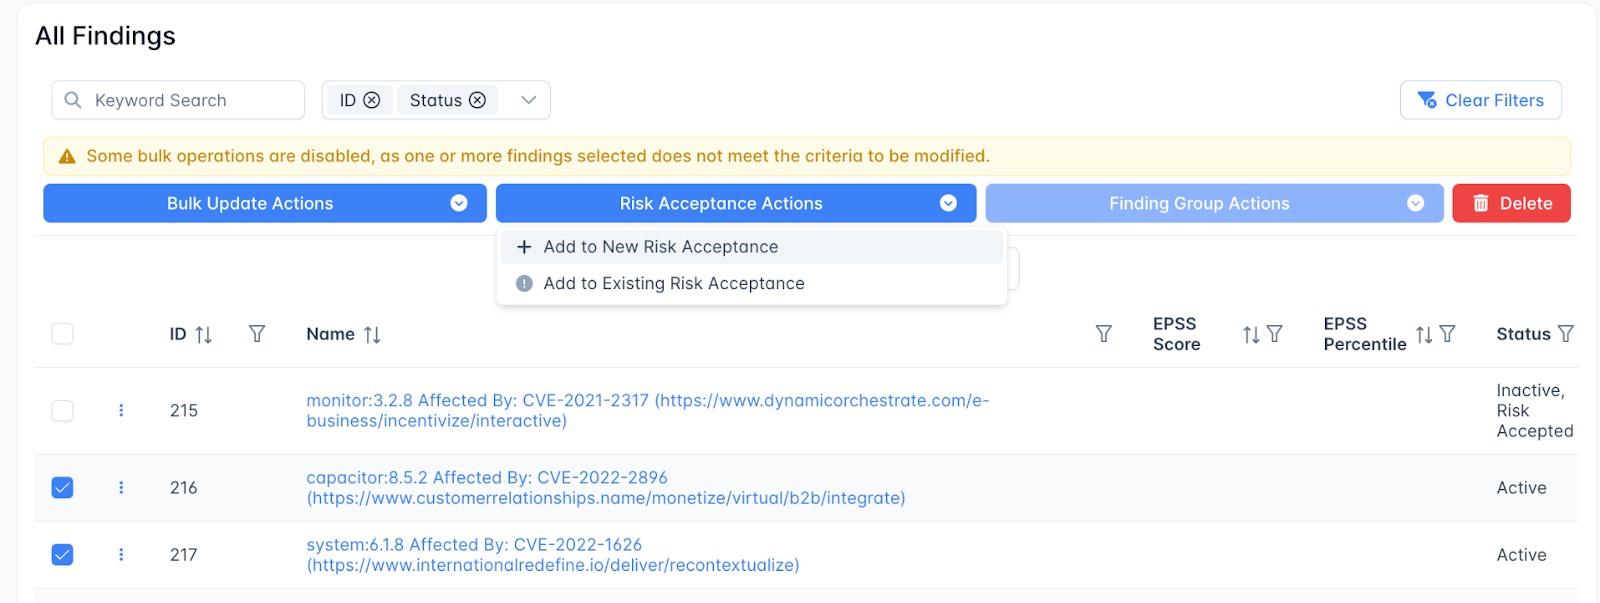 All Findings
Keyword Search
ID
Status
Clear Filters
Some bulk operations are disabled, as one or more findings selected does not meet the criteria to be modified.
Bulk Update Actions
Risk Acceptance Actions
Finding Group Actions
Delete
Add to New Risk Acceptance
Add to Existing Risk Acceptance
ID
Name
EPSS
Score
EPSS
Percentile
Status
215
monitor:3.2.8 Affected By: CVE-2021-2317 (https://www.dynamicorchestrate.com/e-
business/incentivize/interactive)
Inactive,
Risk
Accepted
216
capacitor:8.5.2 Affected By: CVE-2022-2896
(https://www.customerrelationships.name/monetize/virtual/b2b/integrate)
Active
217
system:6.1.8 Affected By: CVE-2022-1626
(https://www.internationalredefine.io/deliver/recontextualize)
Active